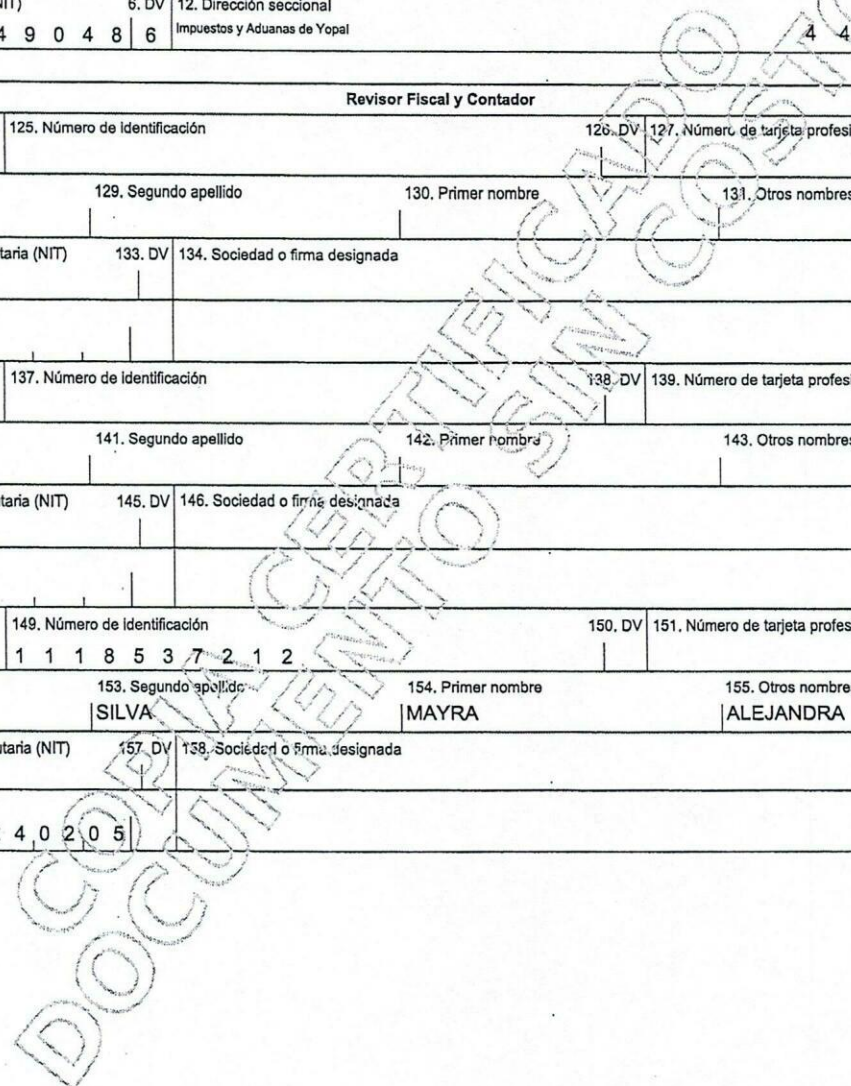 NIT) 6. DV 12. Dirección seccional
4 9 0 4 8 6 Impuestos y Aduanas de Yopal 4 4
Revisor Fiscal y Contador
125. Número de identificación 126. DV 127. Número de tarjeta profesi
129. Segundo apellido 130. Primer nombre 131. Otros nombres
taria (NIT) 133. DV 134. Sociedad o firma designada
137. Número de identificación 138. DV 139. Número de tarjeta profesi
141. Segundo apellido 142. Primer nombre 143. Otros nombres
utaria (NIT) 145. DV 146. Sociedad o firma designada
149. Número de identificación 150. DV 151. Número de tarjeta profes
1 1 1 8 5 3 7 2 1 2
153. Segundo apellido 154. Primer nombre 155. Otros nombre
SILVA MAYRA ALEJANDRA
utaria (NIT) 157. DV 158. Sociedad o firma designada
4 0 2 0 5
COPIA CERTIFICADO
DOCUMENTO SIN COSTO